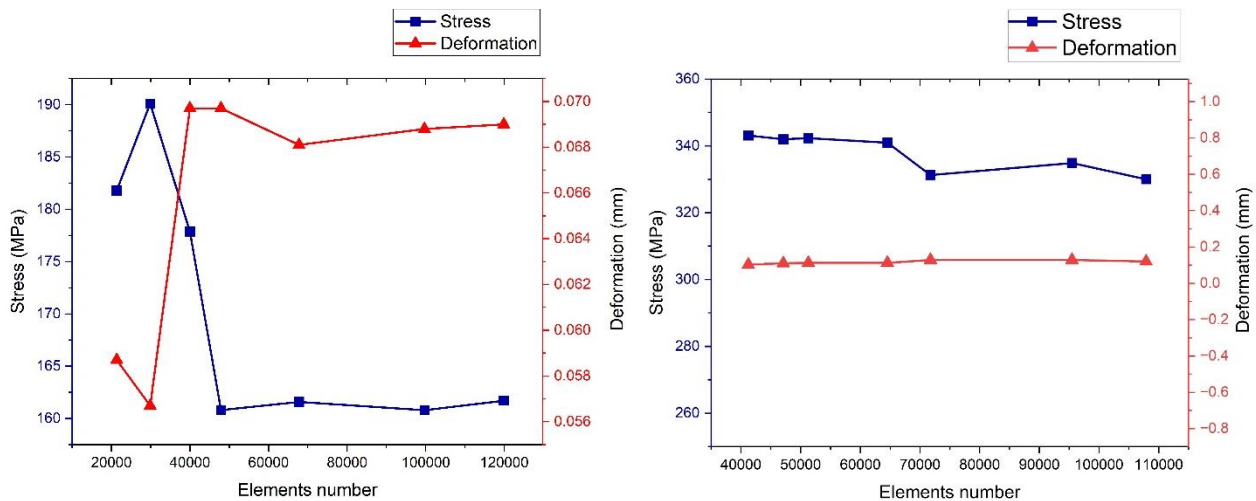 Stress
Deformation
190
185
180
175
170
165
160
Stress (MPa)
0.070
0.068
0.066
0.064
0.062
0.060
0.058
0.056
Deformation (mm)
20000 40000 60000 80000 100000 120000
Elements number
Stress
Deformation
360
340
320
300
280
260
Stress (MPa)
1.0
0.8
0.6
0.4
0.2
0.0
−0.2
−0.4
−0.6
−0.8
Deformation (mm)
40000 50000 60000 70000 80000 90000 100000 110000
Elements number